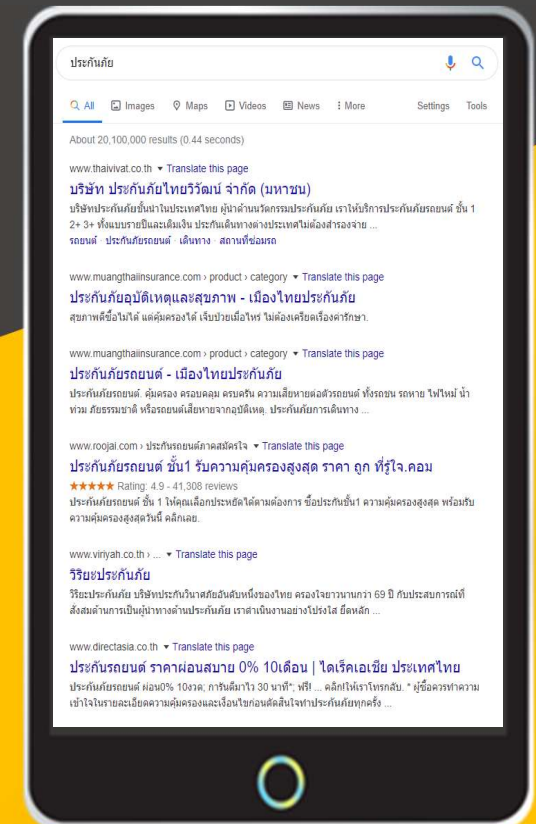 ประกันภัย
All Images Maps Videos News More Settings Tools
About 20,100,000 results (0.44 seconds)
www.thaivivat.co.th ▼ Translate this page
บริษัท ประกันภัยไทยวิวัฒน์ จำกัด (มหาชน)
บริษัทประกันภัยชั้นนำในประเทศไทย ผู้นำด้านนวัตกรรมประกันภัย เราให้บริการประกันภัยรถยนต์ ชั้น 1
2+ 3+ ทั้งแบบรายปีและเติมเงิน ประกันเดินทางต่างประเทศไม่ต้องสำรองจ่าย ...
รถยนต์ · ประกันภัยรถยนต์ · เดินทาง · สถานที่ซ่อมรถ
www.muangthaiinsurance.com › product › category ▼ Translate this page
ประกันภัยอุบัติเหตุและสุขภาพ - เมืองไทยประกันภัย
สุขภาพดีซื้อไม่ได้ แต่คุ้มครองได้ เจ็บป่วยเมื่อไหร่ ไม่ต้องเครียดเรื่องค่ารักษา.
www.muangthaiinsurance.com › product › category ▼ Translate this page
ประกันภัยรถยนต์ - เมืองไทยประกันภัย
ประกันภัยรถยนต์. คุ้มครอง ครอบคลุม ครบครัน ความเสียหายต่อตัวรถยนต์ ทั้งรถชน รถหาย ไฟไหม้ น้ำ
ท่วม ภัยธรรมชาติ หรือรถยนต์เสียหายจากอุบัติเหตุ. ประกันภัยการเดินทาง ...
www.roojai.com › ประกันรถยนต์ภาคสมัครใจ ▼ Translate this page
ประกันภัยรถยนต์ ชั้น1 รับความคุ้มครองสูงสุด ราคา ถูก ที่รู้ใจ.คอม
★★★★★ Rating: 4.9 - 41,308 reviews
ประกันภัยรถยนต์ ชั้น 1 ให้คุณเลือกประหยัดได้ตามต้องการ ซื้อประกันชั้น1 ความคุ้มครองสูงสุด พร้อมรับ
ความคุ้มครองสูงสุดวันนี้ คลิกเลย.
www.viriyah.co.th › ... ▼ Translate this page
วิริยะประกันภัย
วิริยะประกันภัย บริษัทประกันวินาศภัยอันดับหนึ่งของไทย ครองใจยาวนานกว่า 69 ปี กับประสบการณ์ที่
สั่งสมด้านการเป็นผู้นำทางด้านประกันภัย เราดำเนินงานอย่างโปร่งใส ยึดหลัก ...
www.directasia.co.th ▼ Translate this page
ประกันรถยนต์ ราคาผ่อนสบาย 0% 10เดือน | ไดเร็คเอเชีย ประเทศไทย
ประกันภัยรถยนต์ ผ่อน0% 10งวด; การันตีมาไว 30 นาที*; ฟรี! ... คลิก!ให้เราโทรกลับ. * ผู้ซื้อควรทำความ
เข้าใจในรายละเอียดความคุ้มครองและเงื่อนไขก่อนตัดสินใจทำประกันภัยทุกครั้ง ...